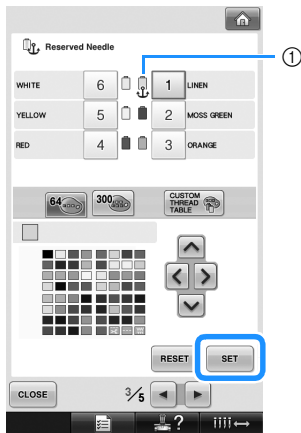 Reserved Needle
①
WHITE 6 1 LINEN
YELLOW 5 2 MOSS GREEN
RED 4 3 ORANGE
64 300 CUSTOM THREAD TABLE
RESET SET
CLOSE 3/5
?